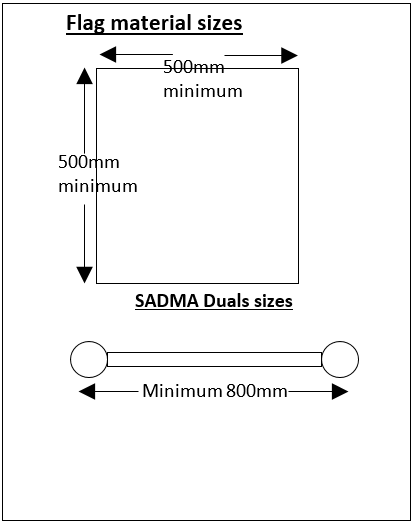 Flag material sizes
500mm
minimum
500mm
minimum
SADMA Duals sizes
Minimum 800mm